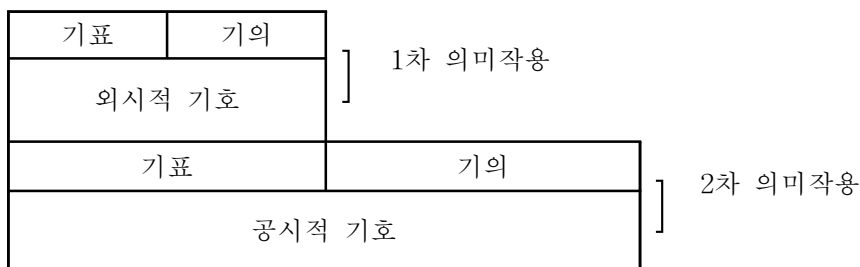 기표 기의
1차 의미작용
외시적 기호
기표 기의
2차 의미작용
공시적 기호